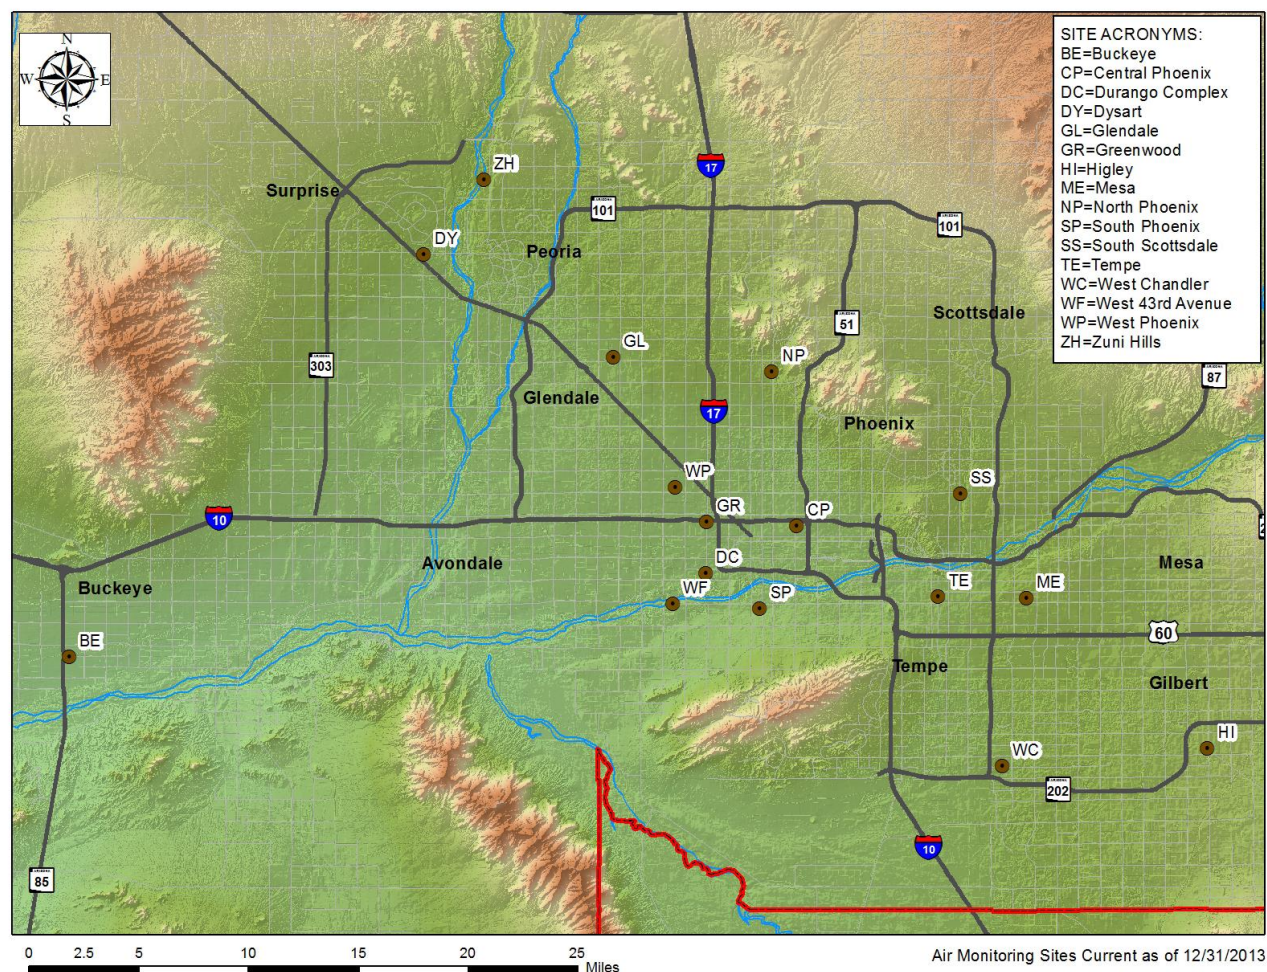 N
W E
S
SITE ACRONYMS:
BE=Buckeye
CP=Central Phoenix
DC=Durango Complex
DY=Dysart
GL=Glendale
GR=Greenwood
HI=Higley
ME=Mesa
NP=North Phoenix
SP=South Phoenix
SS=South Scottsdale
TE=Tempe
WC=West Chandler
WF=West 43rd Avenue
WP=West Phoenix
ZH=Zuni Hills
ZH
17
Surprise
101
101
DY
Peoria
Scottsdale
51
GL
NP
303
87
Glendale
17
Phoenix
WP
SS
GR
CP
10
DC
Avondale
Mesa
Buckeye
WF
SP
TE
ME
BE
60
Tempe
Gilbert
HI
WC
202
10
85
0 2.5 5 10 15 20 25
Miles
Air Monitoring Sites Current as of 12/31/2013